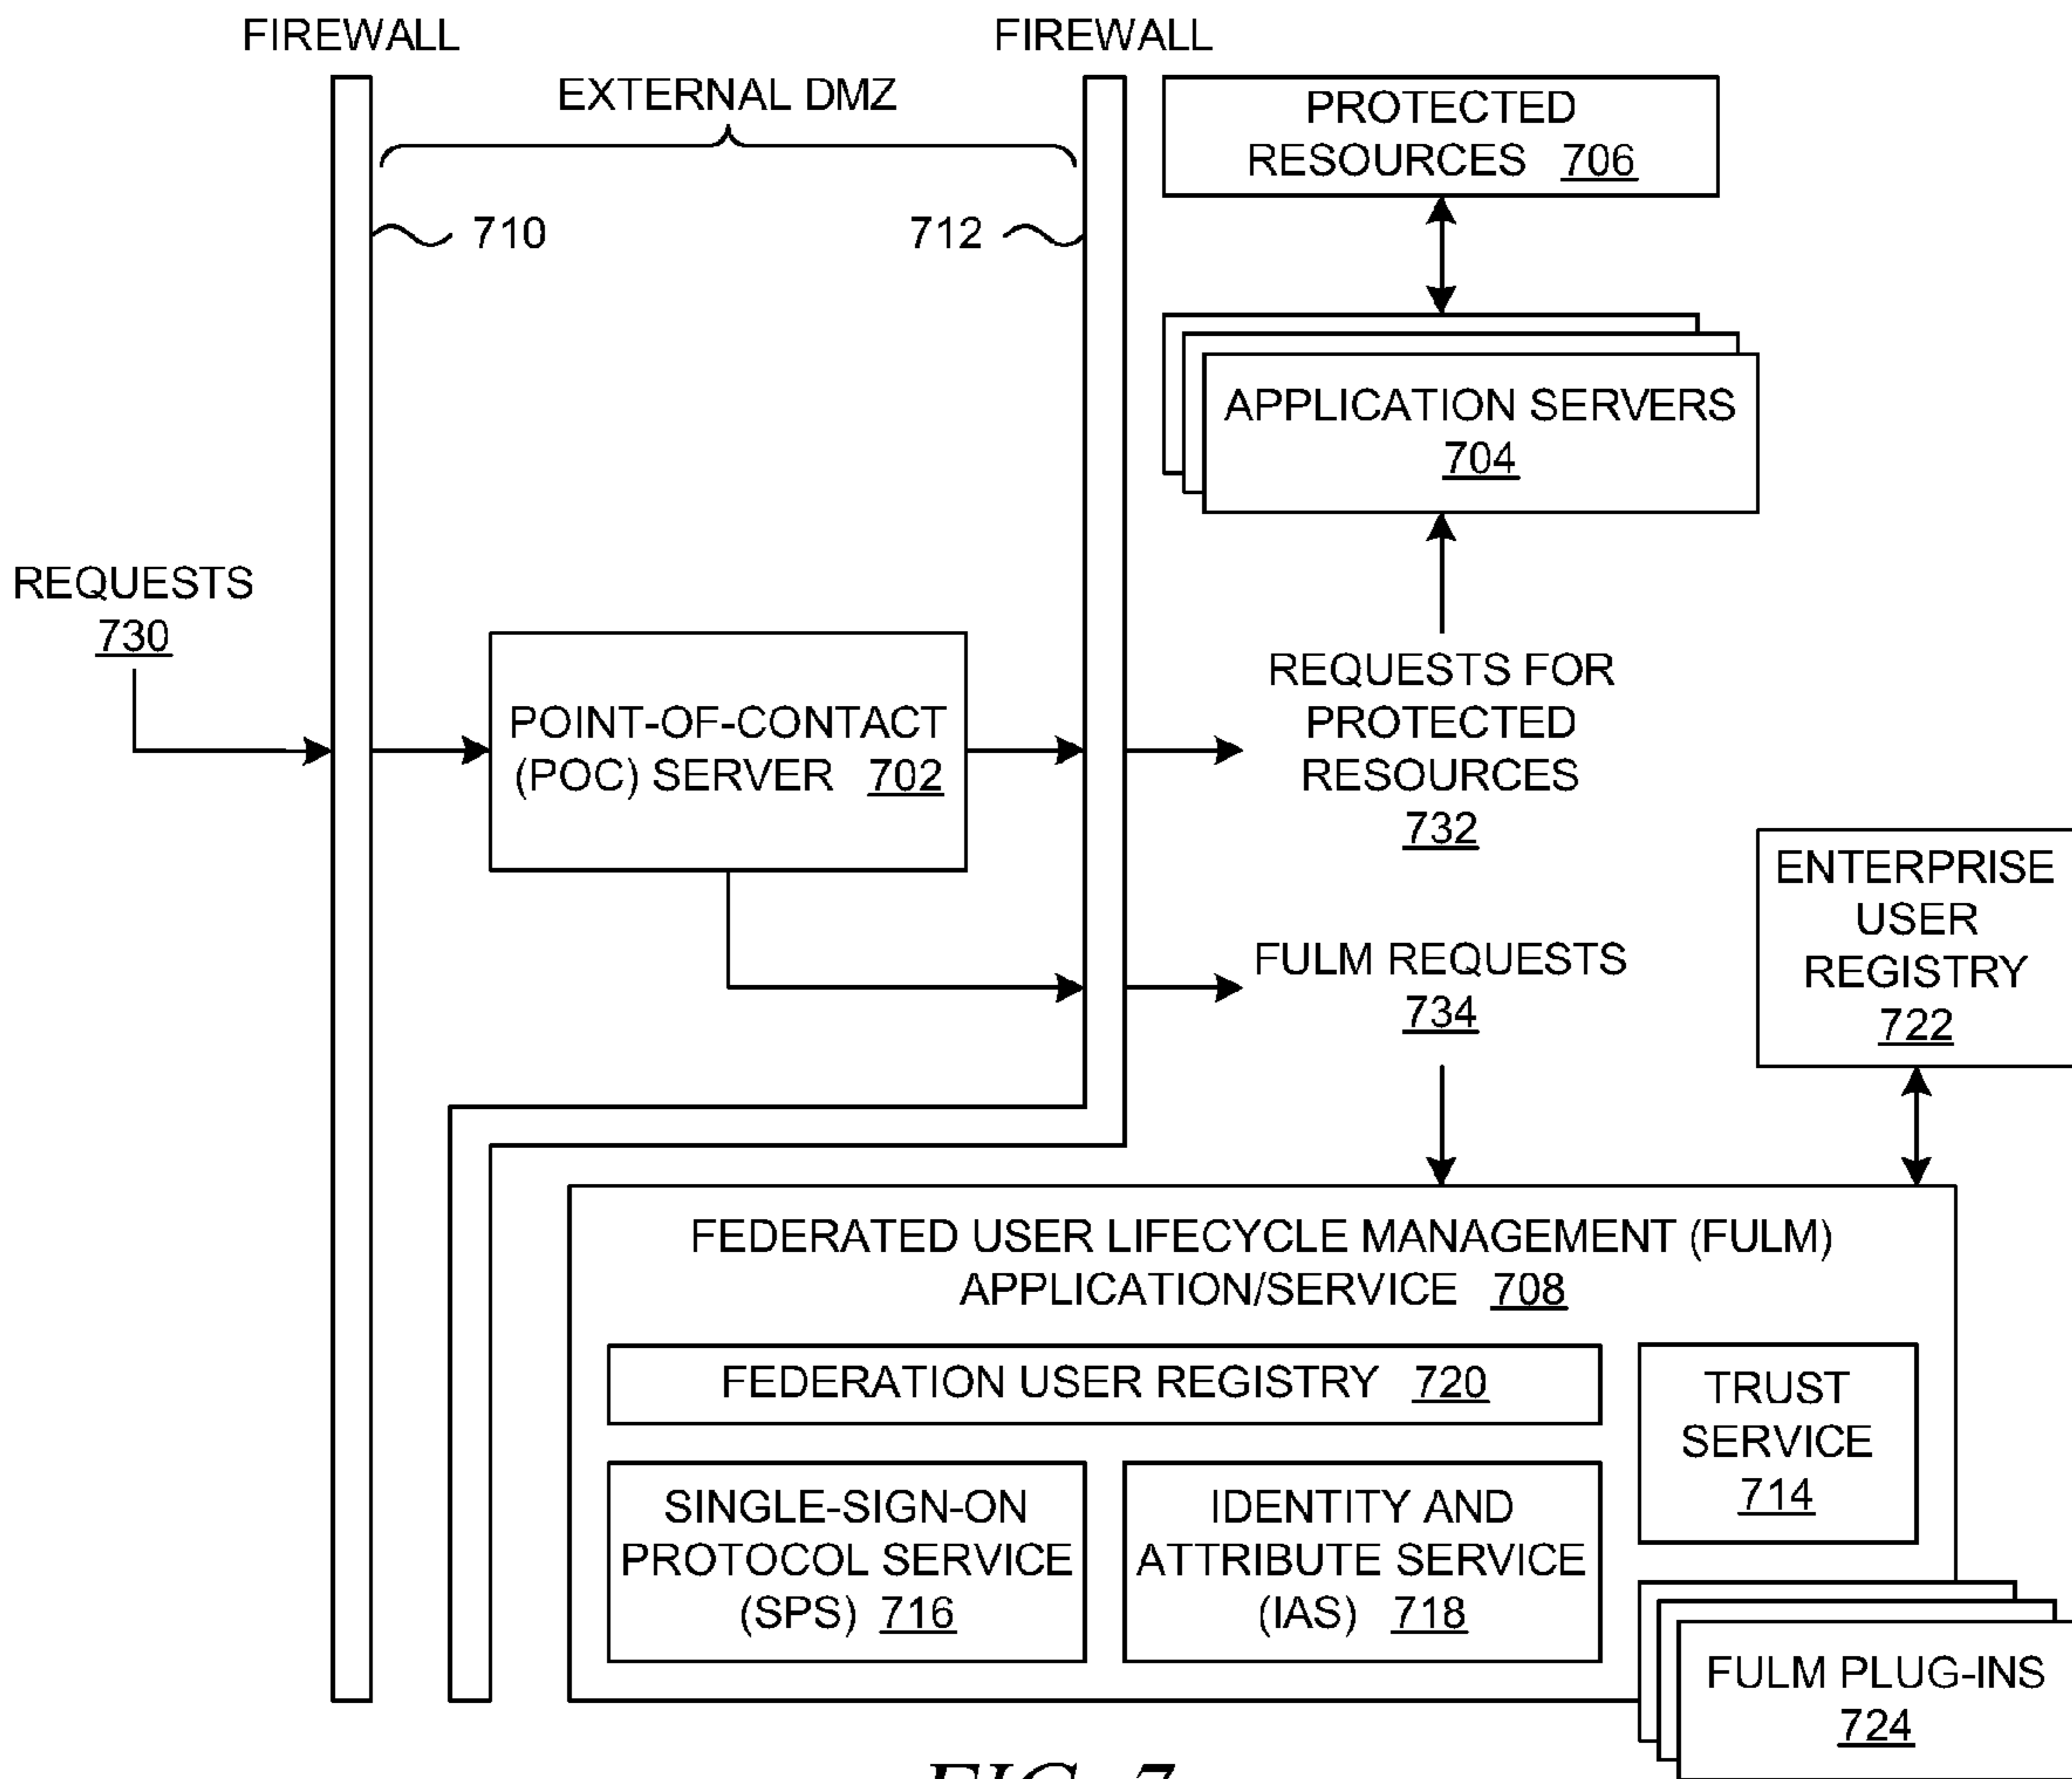 FIREWALL
FIREWALL
EXTERNAL DMZ
PROTECTED
RESOURCES 706
710
712
APPLICATION SERVERS
704
REQUESTS
730
POINT-OF-CONTACT
(POC) SERVER 702
REQUESTS FOR
PROTECTED
RESOURCES
732
ENTERPRISE
USER
REGISTRY
722
FULM REQUESTS
734
FEDERATED USER LIFECYCLE MANAGEMENT (FULM)
APPLICATION/SERVICE 708
FEDERATION USER REGISTRY 720
TRUST
SERVICE
714
SINGLE-SIGN-ON
PROTOCOL SERVICE
(SPS) 716
IDENTITY AND
ATTRIBUTE SERVICE
(IAS) 718
FULM PLUG-INS
724
FIG. 7